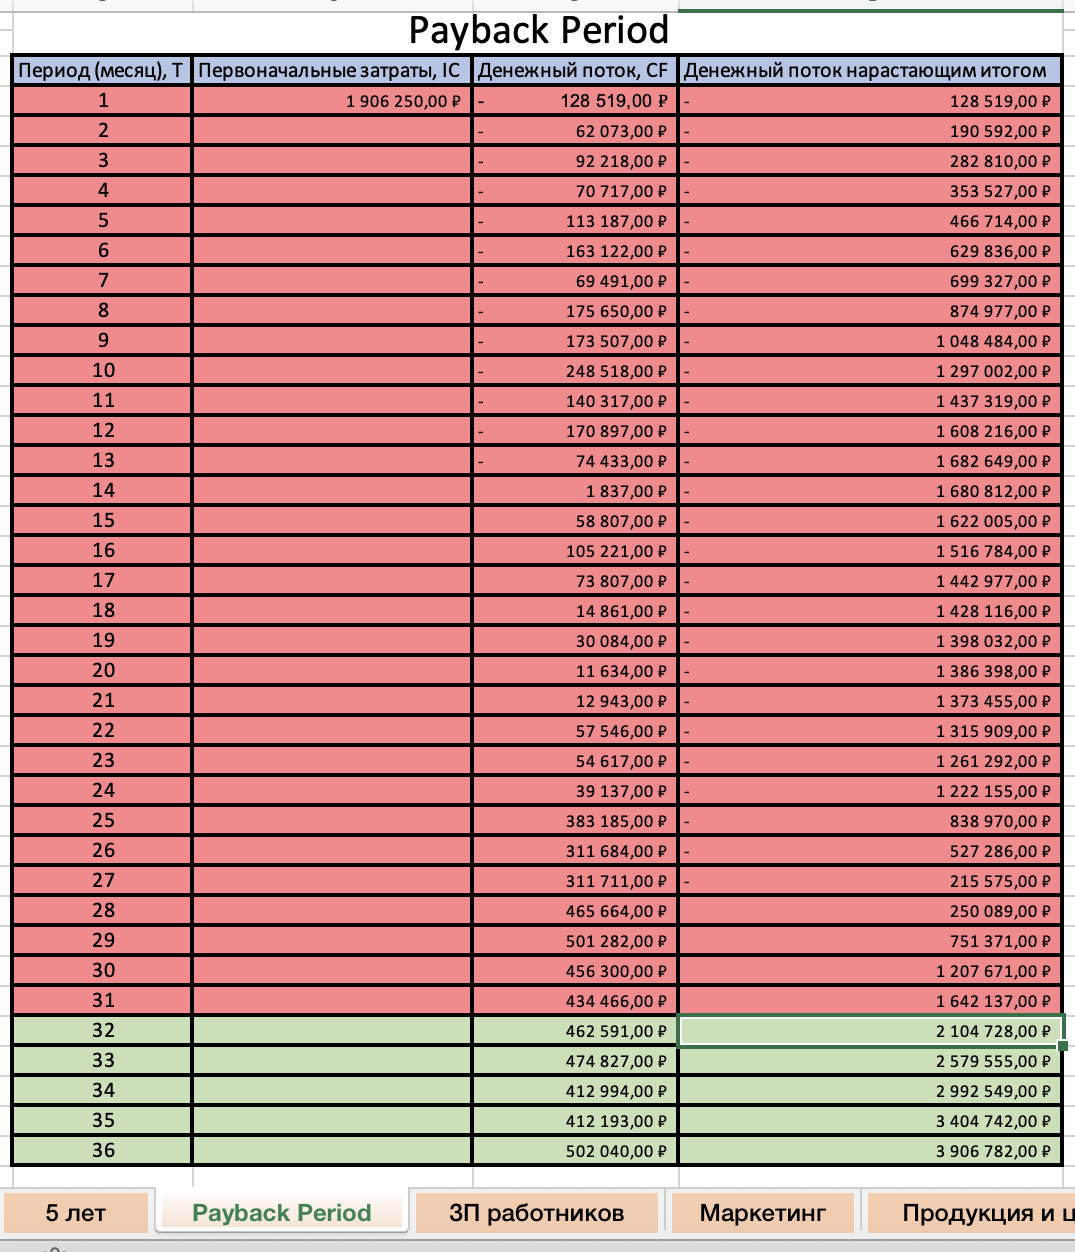 Payback Period
Период (месяц), Т Первоначальные затраты, IC Денежный поток, CF Денежный поток нарастающим итогом
1 1 906 250,00 ₽ - 128 519,00 ₽ - 128 519,00 ₽
2 - 62 073,00 ₽ - 190 592,00 ₽
3 - 92 218,00 ₽ - 282 810,00 ₽
4 - 70 717,00 ₽ - 353 527,00 ₽
5 - 113 187,00 ₽ - 466 714,00 ₽
6 - 163 122,00 ₽ - 629 836,00 ₽
7 - 69 491,00 ₽ - 699 327,00 ₽
8 - 175 650,00 ₽ - 874 977,00 ₽
9 - 173 507,00 ₽ - 1 048 484,00 ₽
10 - 248 518,00 ₽ - 1 297 002,00 ₽
11 - 140 317,00 ₽ - 1 437 319,00 ₽
12 - 170 897,00 ₽ - 1 608 216,00 ₽
13 - 74 433,00 ₽ - 1 682 649,00 ₽
14 1 837,00 ₽ - 1 680 812,00 ₽
15 58 807,00 ₽ - 1 622 005,00 ₽
16 105 221,00 ₽ - 1 516 784,00 ₽
17 73 807,00 ₽ - 1 442 977,00 ₽
18 14 861,00 ₽ - 1 428 116,00 ₽
19 30 084,00 ₽ - 1 398 032,00 ₽
20 11 634,00 ₽ - 1 386 398,00 ₽
21 12 943,00 ₽ - 1 373 455,00 ₽
22 57 546,00 ₽ - 1 315 909,00 ₽
23 54 617,00 ₽ - 1 261 292,00 ₽
24 39 137,00 ₽ - 1 222 155,00 ₽
25 383 185,00 ₽ - 838 970,00 ₽
26 311 684,00 ₽ - 527 286,00 ₽
27 311 711,00 ₽ - 215 575,00 ₽
28 465 664,00 ₽ 250 089,00 ₽
29 501 282,00 ₽ 751 371,00 ₽
30 456 300,00 ₽ 1 207 671,00 ₽
31 434 466,00 ₽ 1 642 137,00 ₽
32 462 591,00 ₽ 2 104 728,00 ₽
33 474 827,00 ₽ 2 579 555,00 ₽
34 412 994,00 ₽ 2 992 549,00 ₽
35 412 193,00 ₽ 3 404 742,00 ₽
36 502 040,00 ₽ 3 906 782,00 ₽
5 лет Payback Period ЗП работников Маркетинг Продукция и